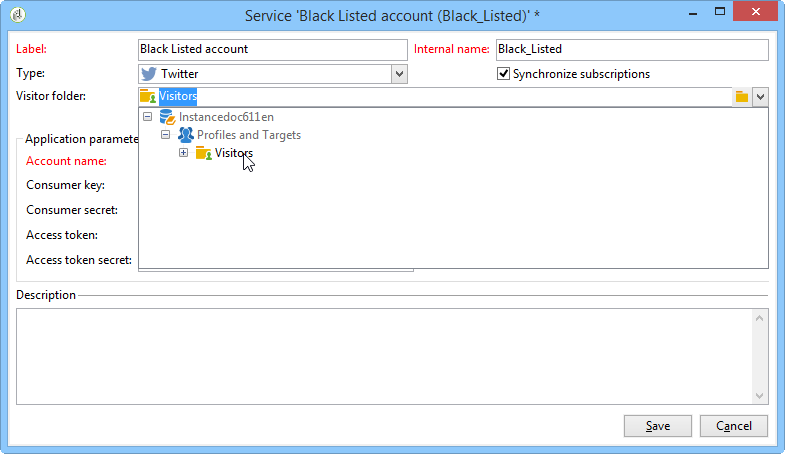 Service 'Black Listed account (Black_Listed)' *
Label: Black Listed account Internal name: Black_Listed
Type: Twitter Synchronize subscriptions
Visitor folder: Visitors
Instancedoc611en
Application paramete Profiles and Targets
Account name: Visitors
Consumer key:
Consumer secret:
Access token:
Access token secret:
Description
Save Cancel